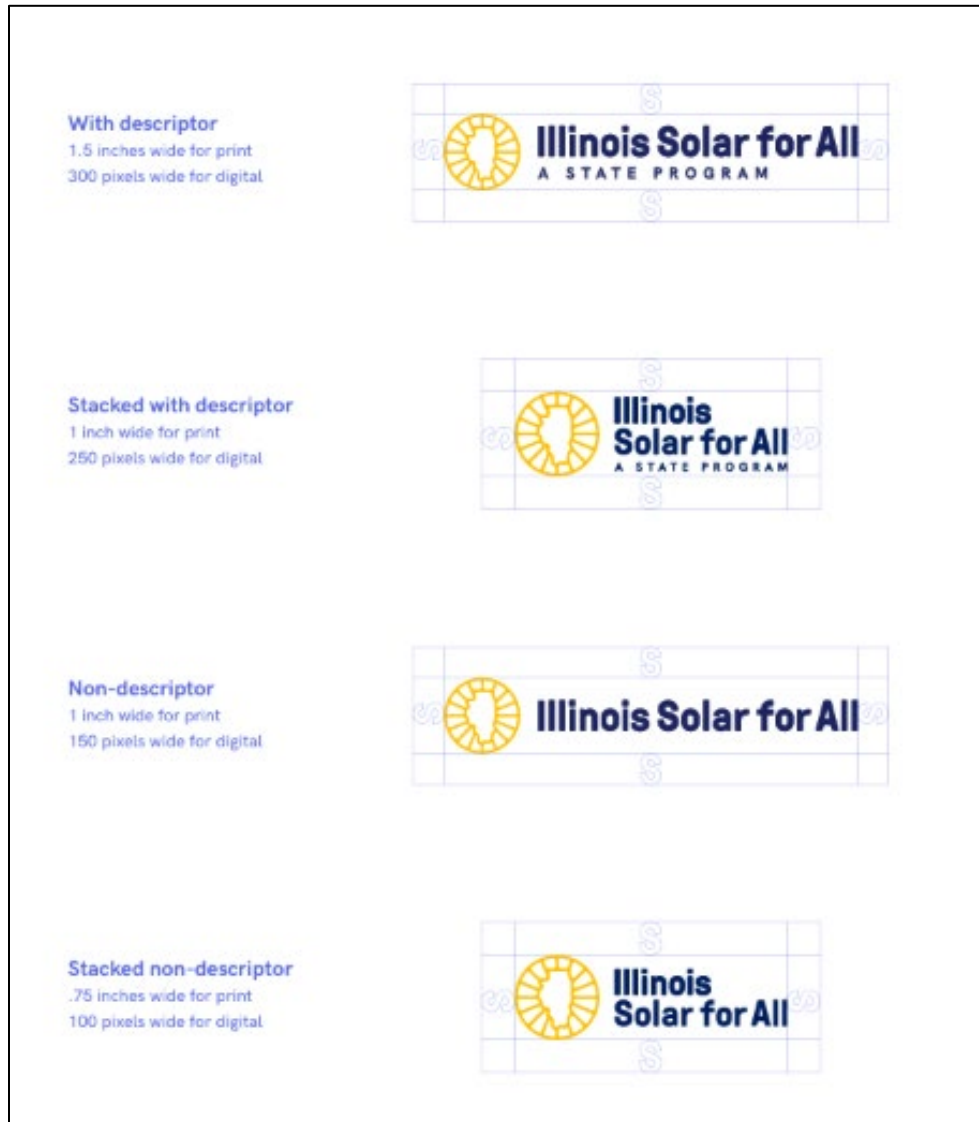 With descriptor
1.5 inches wide for print
300 pixels wide for digital
S
S
Illinois Solar for All
S
A STATE PROGRAM
S
Stacked with descriptor
1 inch wide for print
250 pixels wide for digital
S
Illinois
S
Solar for All
S
A STATE PROGRAM
S
Non-descriptor
1 inch wide for print
150 pixels wide for digital
S
S
Illinois Solar for All
S
S
Stacked non-descriptor
.75 inches wide for print
100 pixels wide for digital
S
Illinois
S
Solar for All
S
S